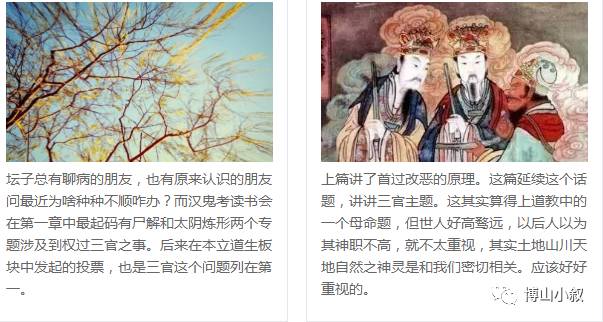 坛子总有聊病的朋友，也有原来认识的朋友
问最近为啥种种不顺咋办？而汉鬼考读书会
在第一章中最起码有尸解和太阴炼形两个专
题涉及到权过三官之事。后来在本立道生板
块中发起的投票，也是三官这个问题列在第
一。
上篇讲了首过改恶的原理。这篇延续这个话
题，讲讲三官主题。这其实算得上道教中的
一个母命题，但世人好高骛远，以后人以为
其神职不高，就不太重视，其实土地山川天
地自然之神灵是和我们密切相关。应该好好
重视的。
博山小叔